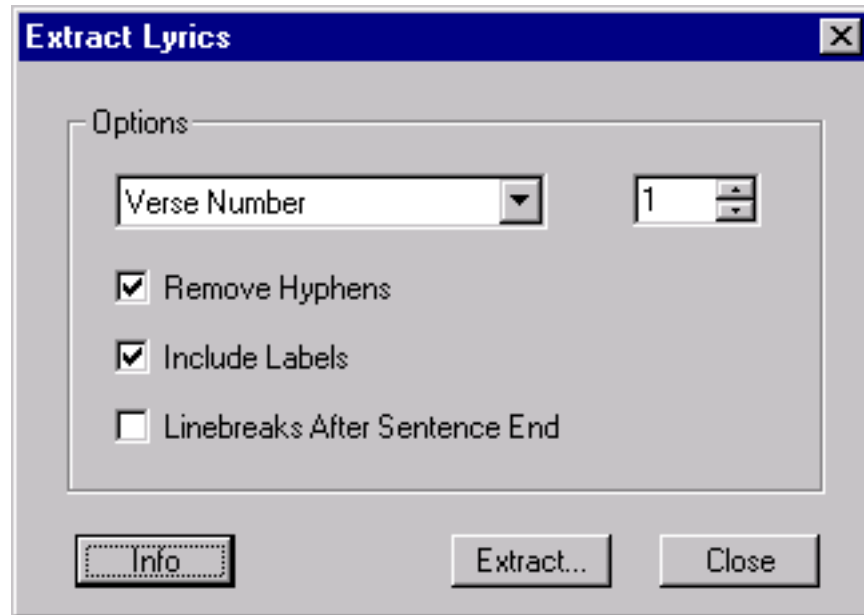 Extract Lyrics
Options
Verse Number 1
Remove Hyphens
Include Labels
Linebreaks After Sentence End
Info Extract... Close